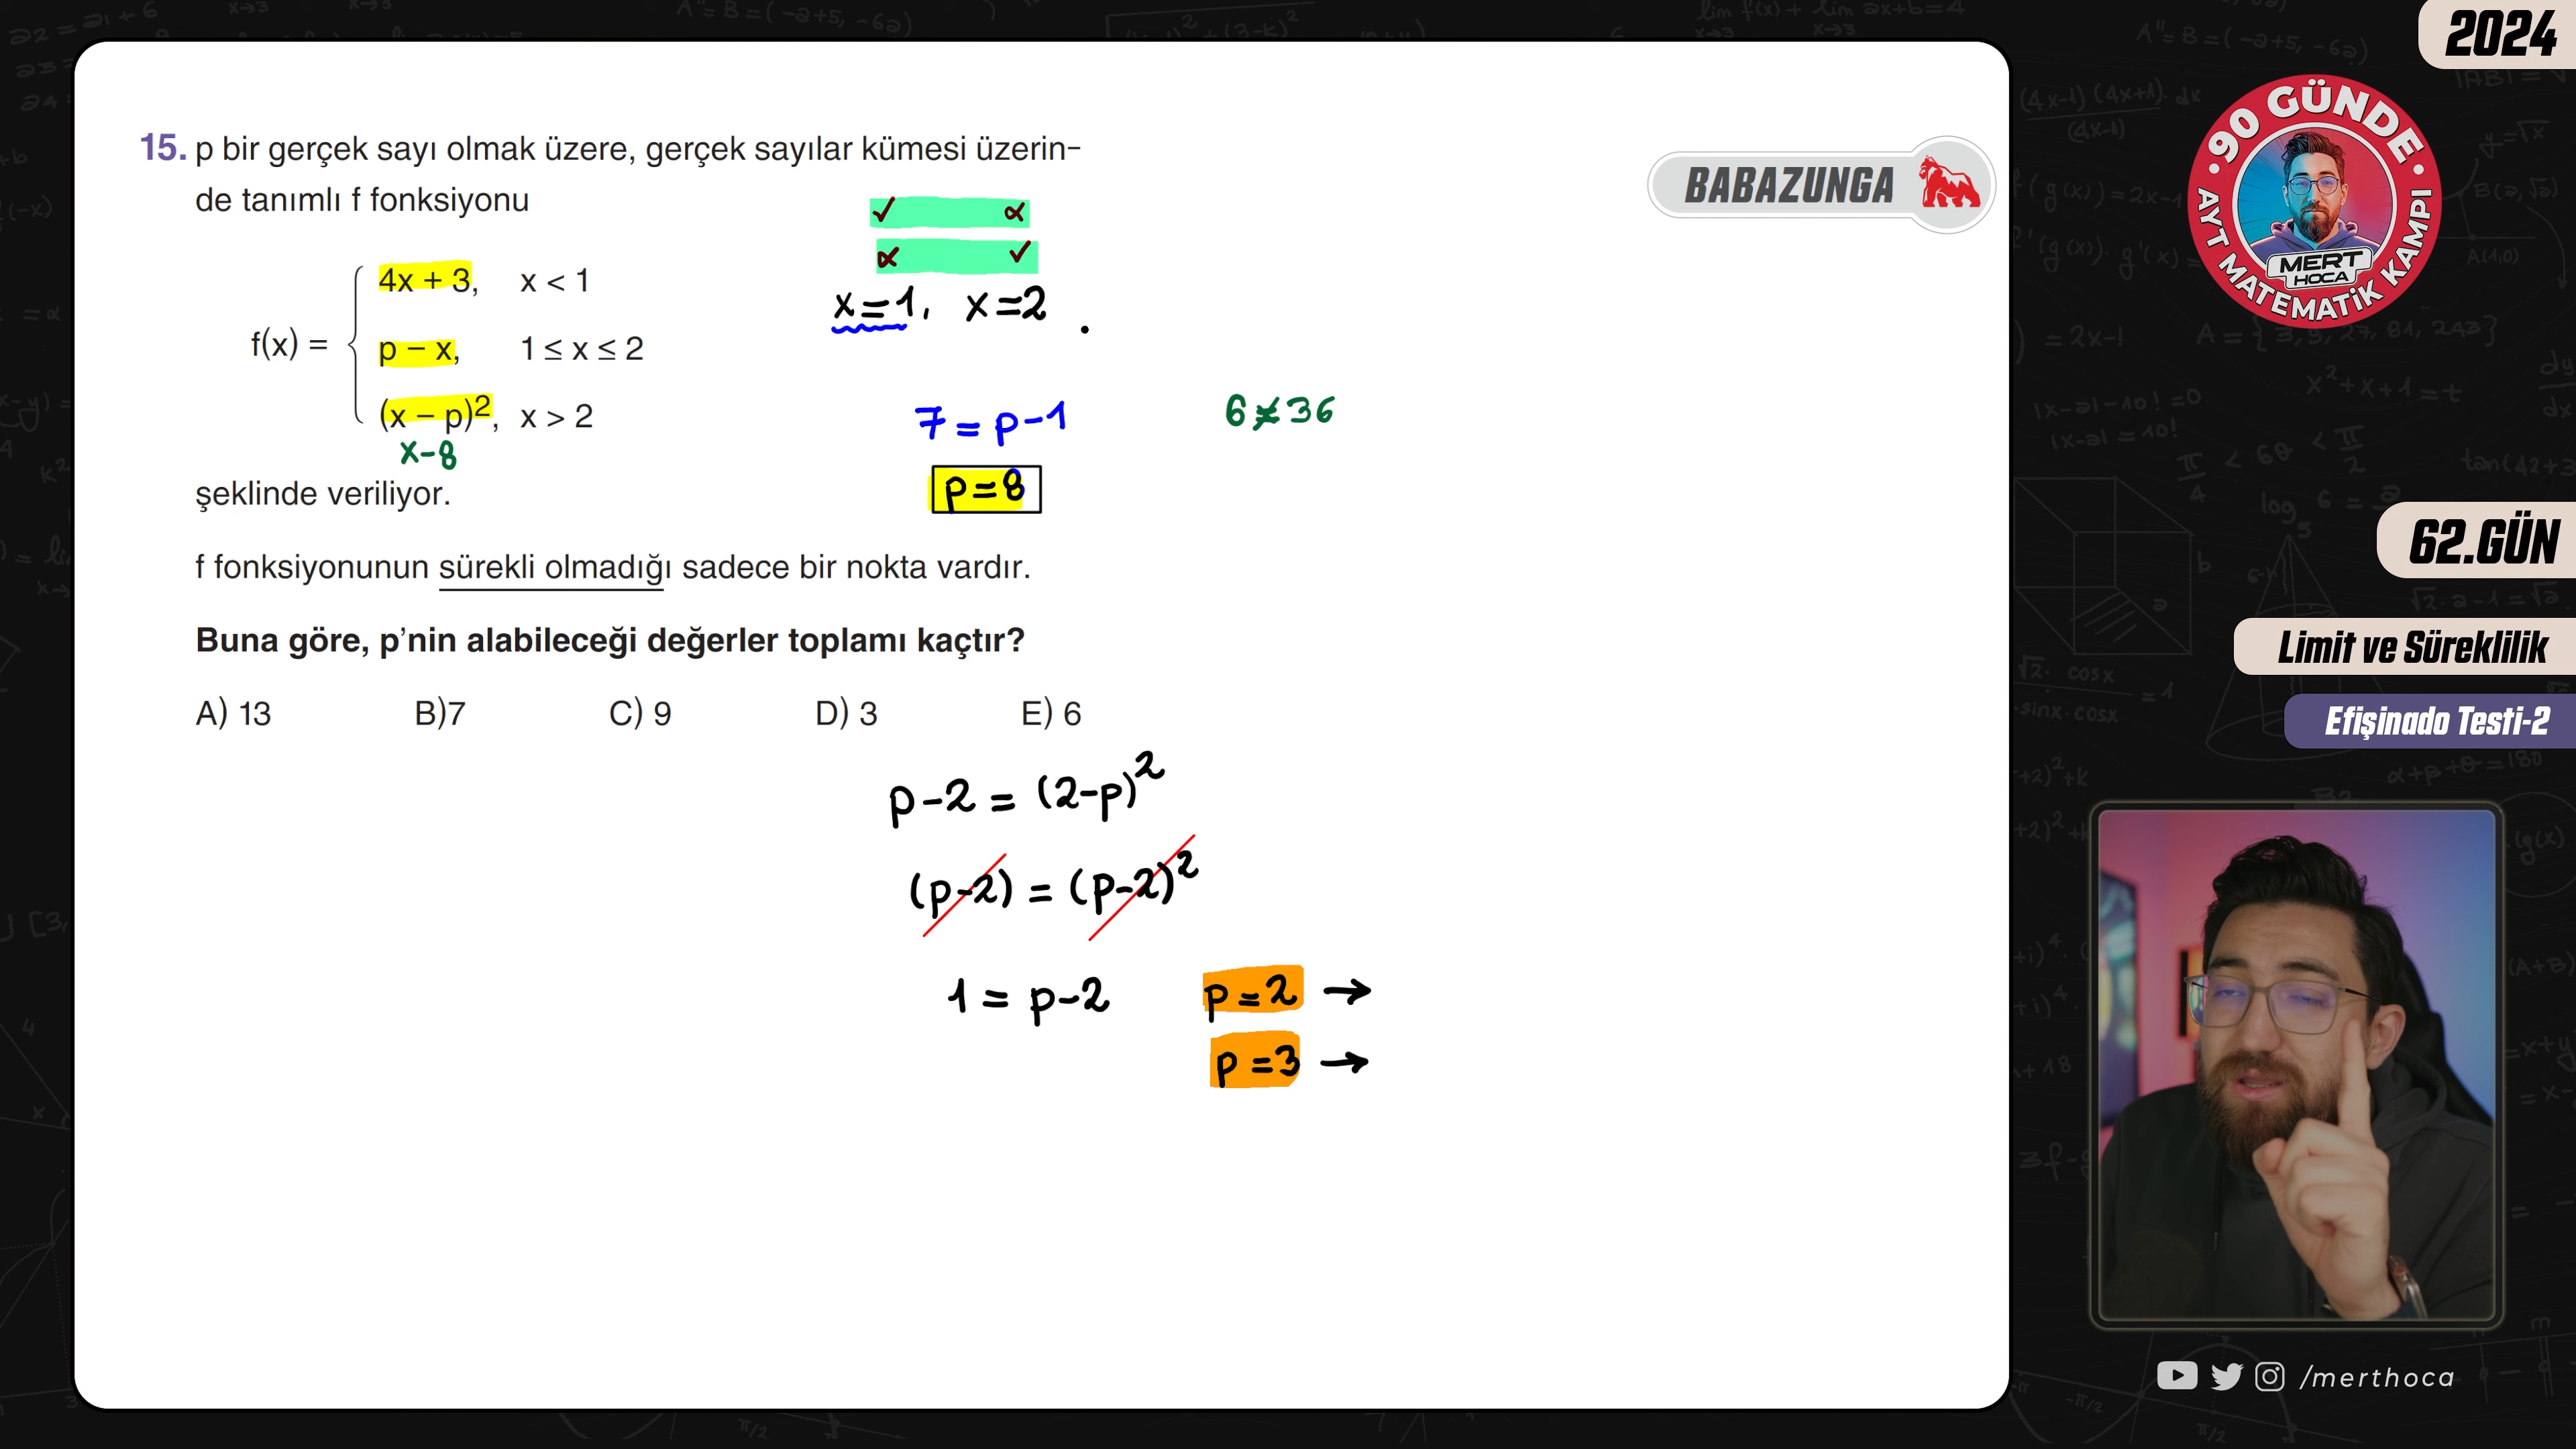 2024
90 GÜNDE
AYT MATEMATİK KAMPI
MERT
HOCA
BABAZUNGA
15. p bir gerçek sayı olmak üzere, gerçek sayılar kümesi üzerin-
de tanımlı f fonksiyonu
✓ ∝
∝ ✓
x=1, x=2 .
f(x) =
4x + 3, x < 1
p − x, 1 ≤ x ≤ 2
(x − p)², x > 2
x-8
7 = p-1
p=8
6≠36
şeklinde veriliyor.
f fonksiyonunun sürekli olmadığı sadece bir nokta vardır.
Buna göre, p'nin alabileceği değerler toplamı kaçtır?
A) 13 B)7 C) 9 D) 3 E) 6
p-2 = (2-p)²
(p-2) = (p-2)²
1 = p-2
p=2 →
p=3 →
62.GÜN
Limit ve Süreklilik
Efişinado Testi-2
/merthoca